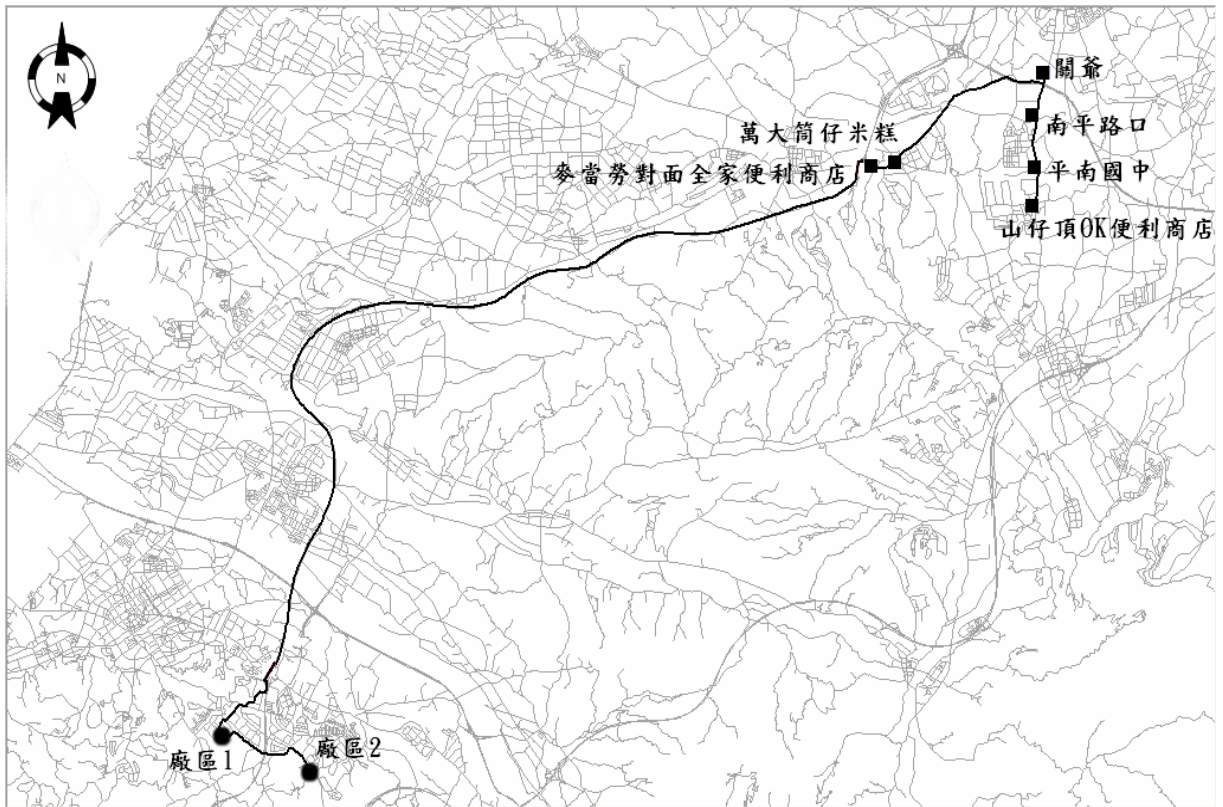 N
關爺
南平路口
萬大筒仔米糕
麥當勞對面全家便利商店
平南國中
山仔頂OK便利商店
廠區1
廠區2